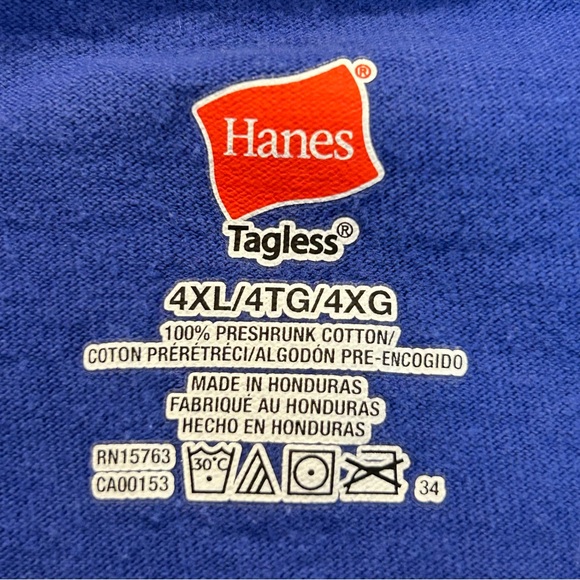 Hanes®
Tagless®
4XL/4TG/4XG
100% PRESHRUNK COTTON/
COTON PRÉRÉTRÉCI/ALGODÓN PRE-ENCOGIDO
MADE IN HONDURAS
FABRIQUÉ AU HONDURAS
HECHO EN HONDURAS
RN15763
CA00153
30°C
34